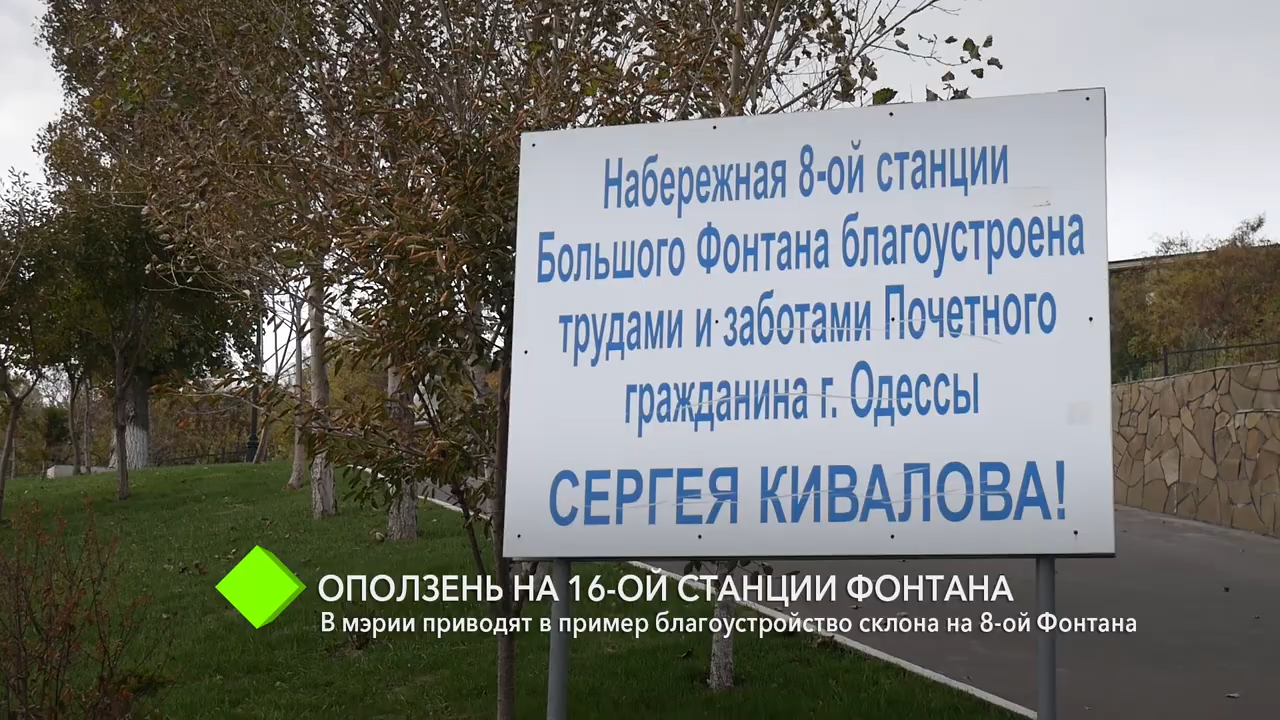 Набережная 8-ой станции
Большого Фонтана благоустроена
трудами и заботами Почетного
гражданина г. Одессы
СЕРГЕЯ КИВАЛОВА!
ОПОЛЗЕНЬ НА 16-ОЙ СТАНЦИИ ФОНТАНА
В мэрии приводят в пример благоустройство склона на 8-ой Фонтана